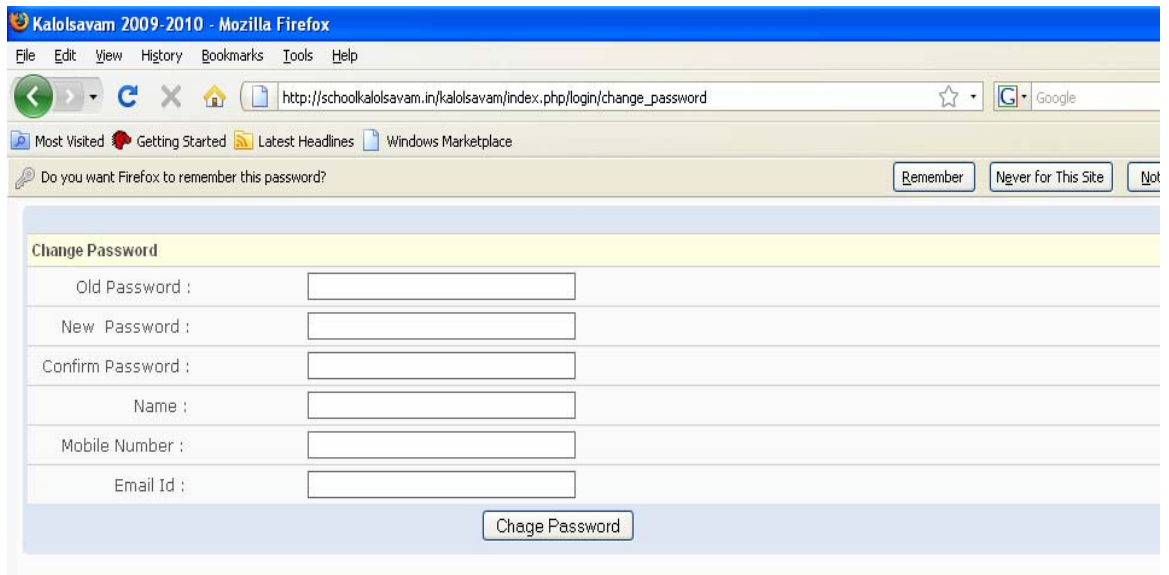 Kalolsavam 2009-2010 - Mozilla Firefox
File Edit View History Bookmarks Tools Help
http://schoolkalolsavam.in/kalolsavam/index.php/login/change_password G Google
Most Visited Getting Started Latest Headlines Windows Marketplace
Do you want Firefox to remember this password? Remember Never for This Site Not
Change Password
Old Password :
New Password :
Confirm Password :
Name :
Mobile Number :
Email Id :
Chage Password